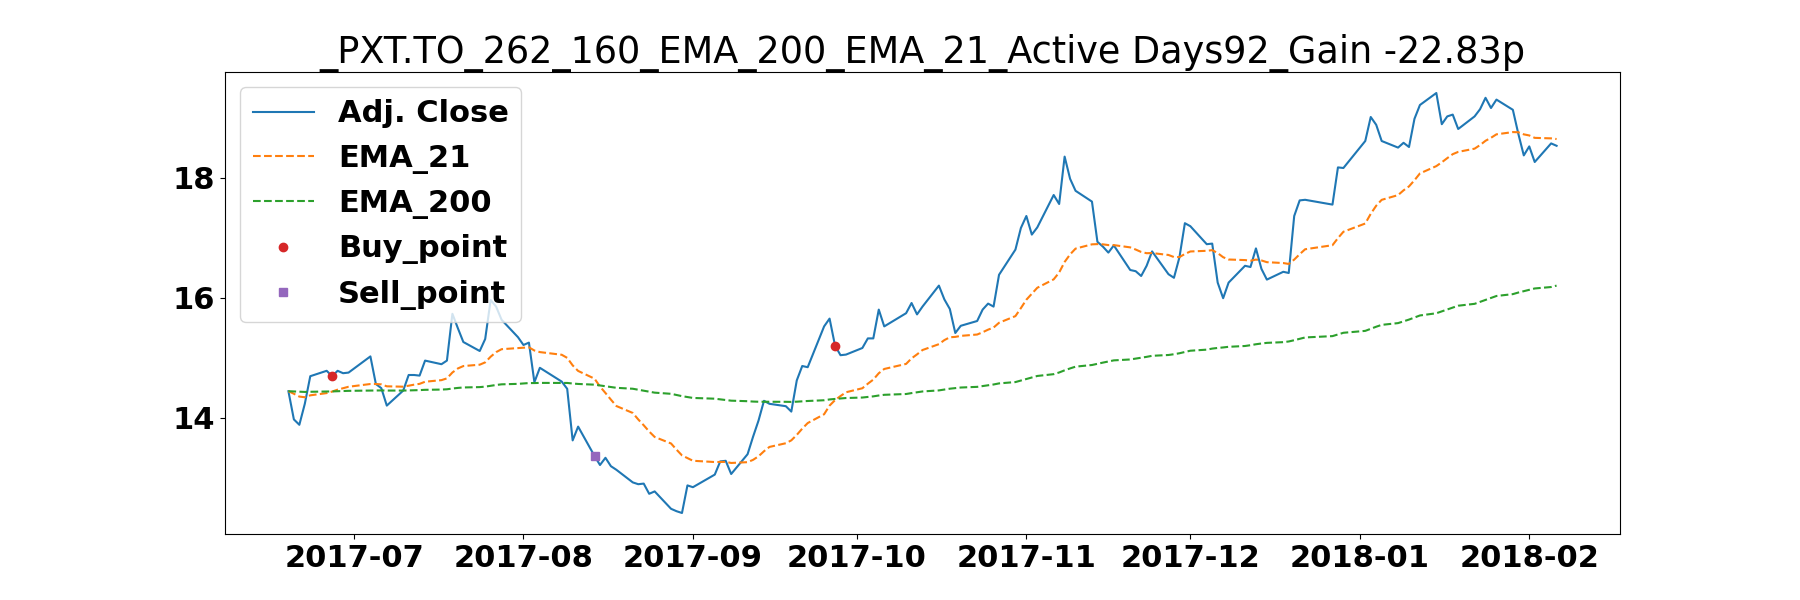 _PXT.TO_262_160_EMA_200_EMA_21_Active Days92_Gain -22.83p
Adj. Close
EMA_21
EMA_200
Buy_point
Sell_point
18
16
14
2017-07 2017-08 2017-09 2017-10 2017-11 2017-12 2018-01 2018-02